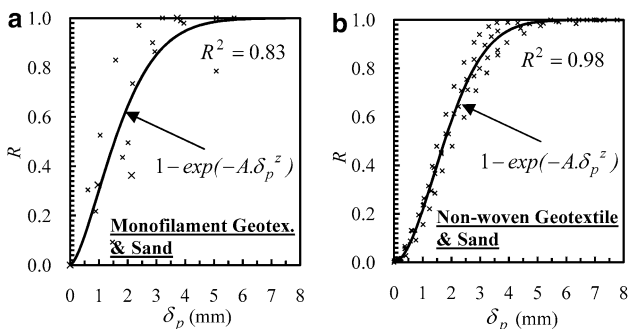 a
1.0
0.8
0.6
0.4
0.2
0.0
R
R² = 0.83
1−exp(−A.δₚᶻ)
Monofilament Geotex.
& Sand
0 1 2 3 4 5 6 7 8
δₚ (mm)
b
1.0
0.8
0.6
0.4
0.2
0.0
R
R² = 0.98
1−exp(−A.δₚᶻ)
Non-woven Geotextile
& Sand
0 1 2 3 4 5 6 7 8
δₚ (mm)